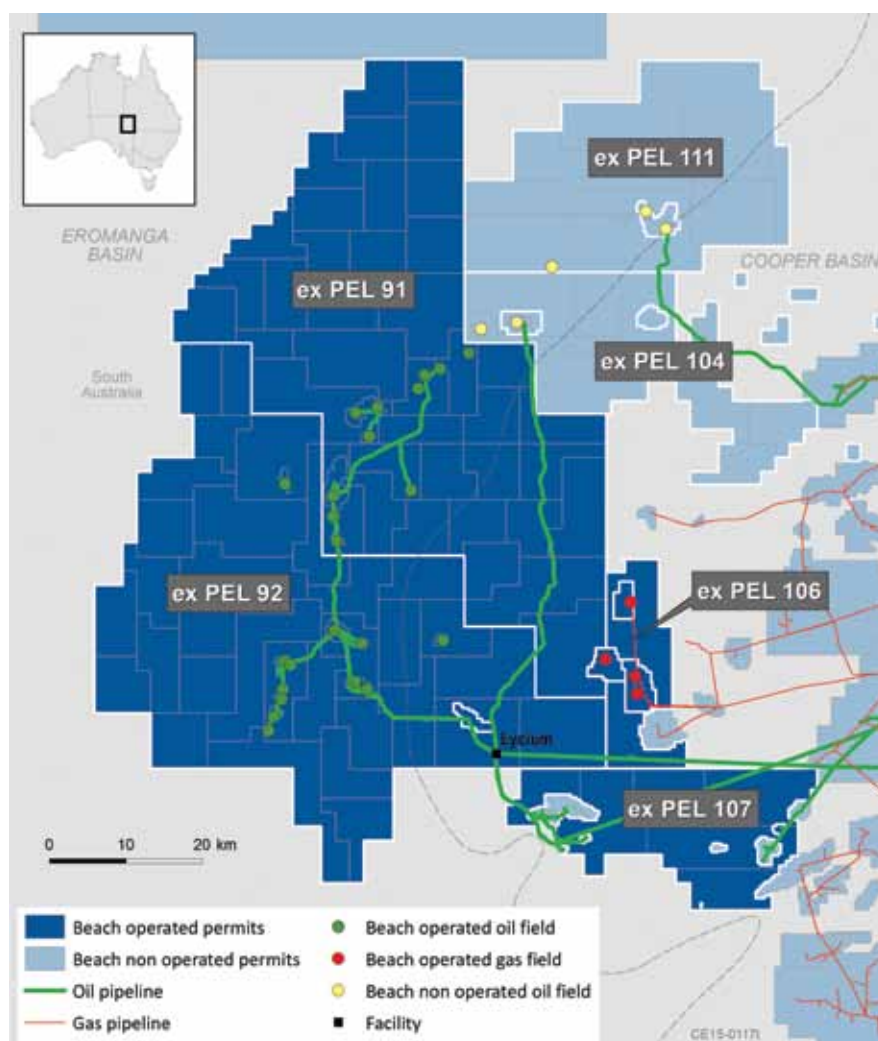 ex PEL 111
EROMANGA
BASIN
COOPER BASIN
ex PEL 91
ex PEL 104
South
Australia
ex PEL 92
ex PEL 106
Lycium
ex PEL 107
0 10 20 km
Beach operated permits
Beach non operated permits
Oil pipeline
Gas pipeline
Beach operated oil field
Beach operated gas field
Beach non operated oil field
Facility
CE15-0117t